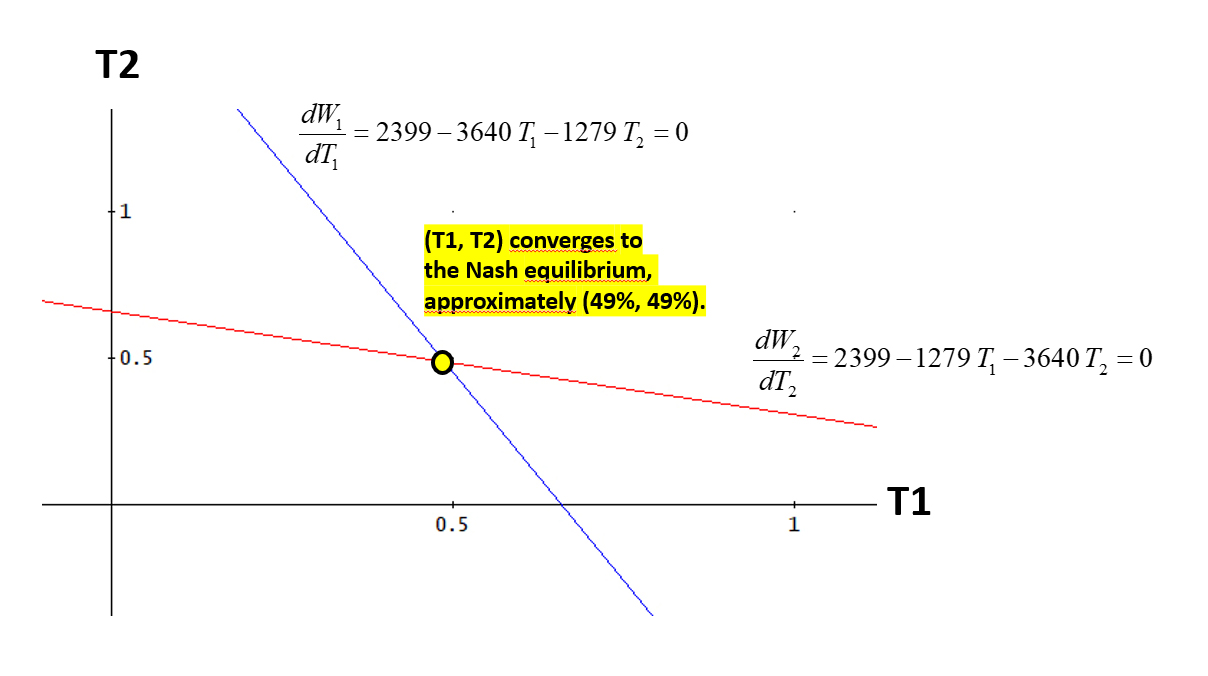 T2
dW₁/dT₁ = 2399 − 3640 T₁ − 1279 T₂ = 0
1
(T1, T2) converges to
the Nash equilibrium,
approximately (49%, 49%).
0.5
dW₂/dT₂ = 2399 − 1279 T₁ − 3640 T₂ = 0
T1
0.5
1